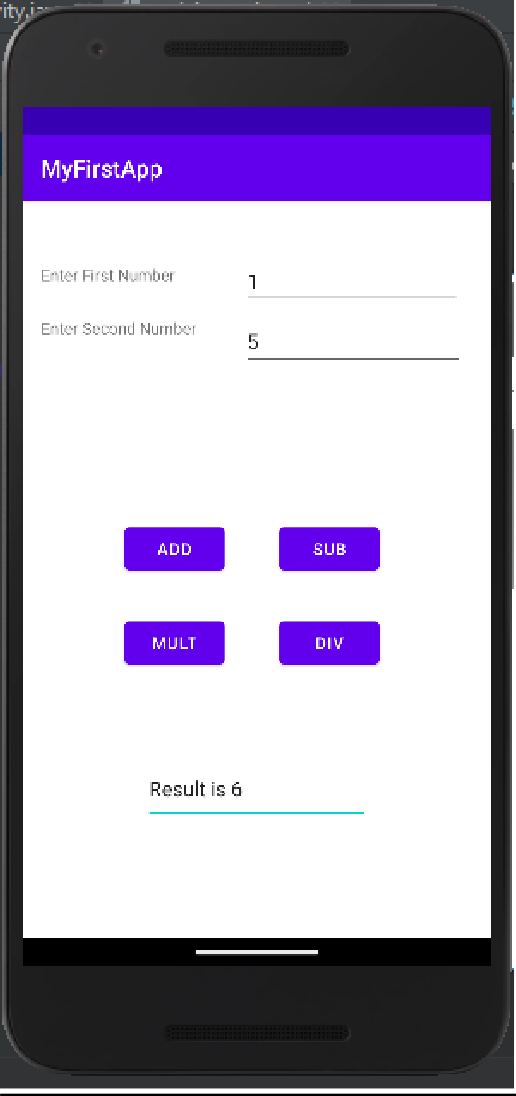 MyFirstApp
Enter First Number
1
Enter Second Number
5
ADD SUB
MULT DIV
Result is 6